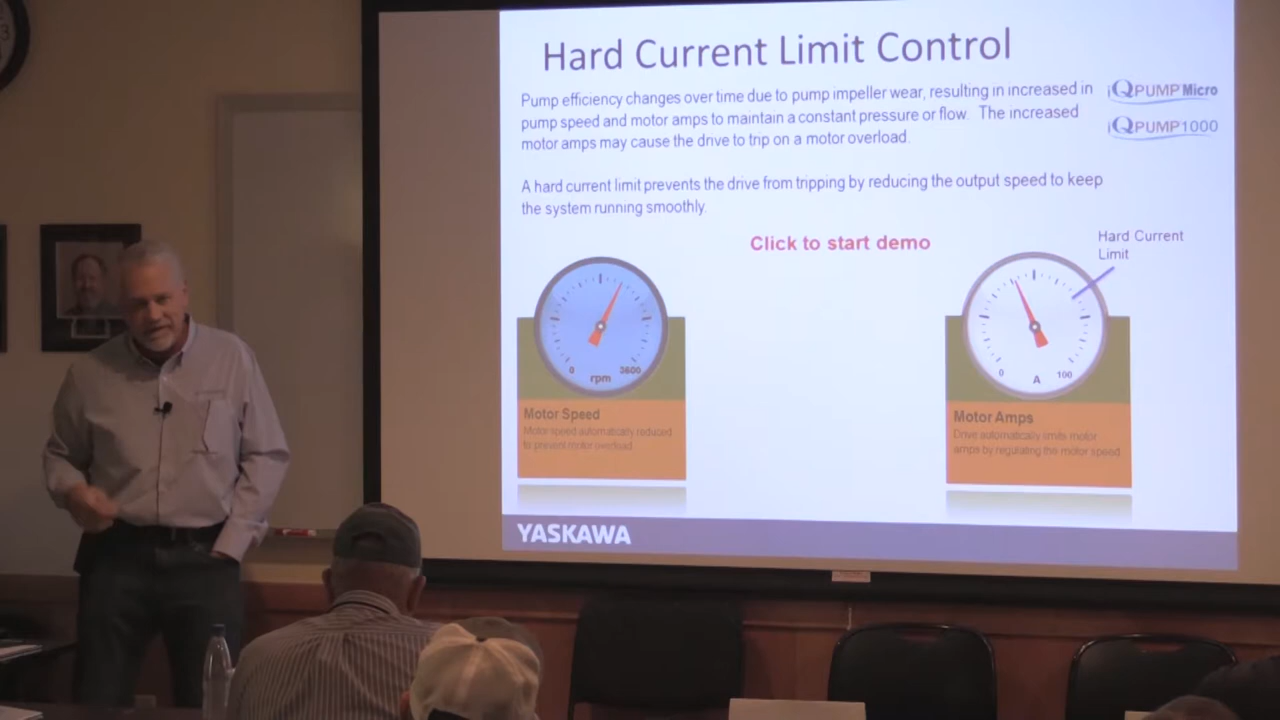 Hard Current Limit Control
Pump efficiency changes over time due to pump impeller wear, resulting in increased in
pump speed and motor amps to maintain a constant pressure or flow. The increased
motor amps may cause the drive to trip on a motor overload.
iQPUMP Micro
iQPUMP1000
A hard current limit prevents the drive from tripping by reducing the output speed to keep
the system running smoothly.
Click to start demo
Hard Current
Limit
0
3600
rpm
0
100
A
Motor Speed
Motor speed automatically reduced
to prevent motor overload
Motor Amps
Drive automatically limits motor
amps by regulating the motor speed
YASKAWA
3